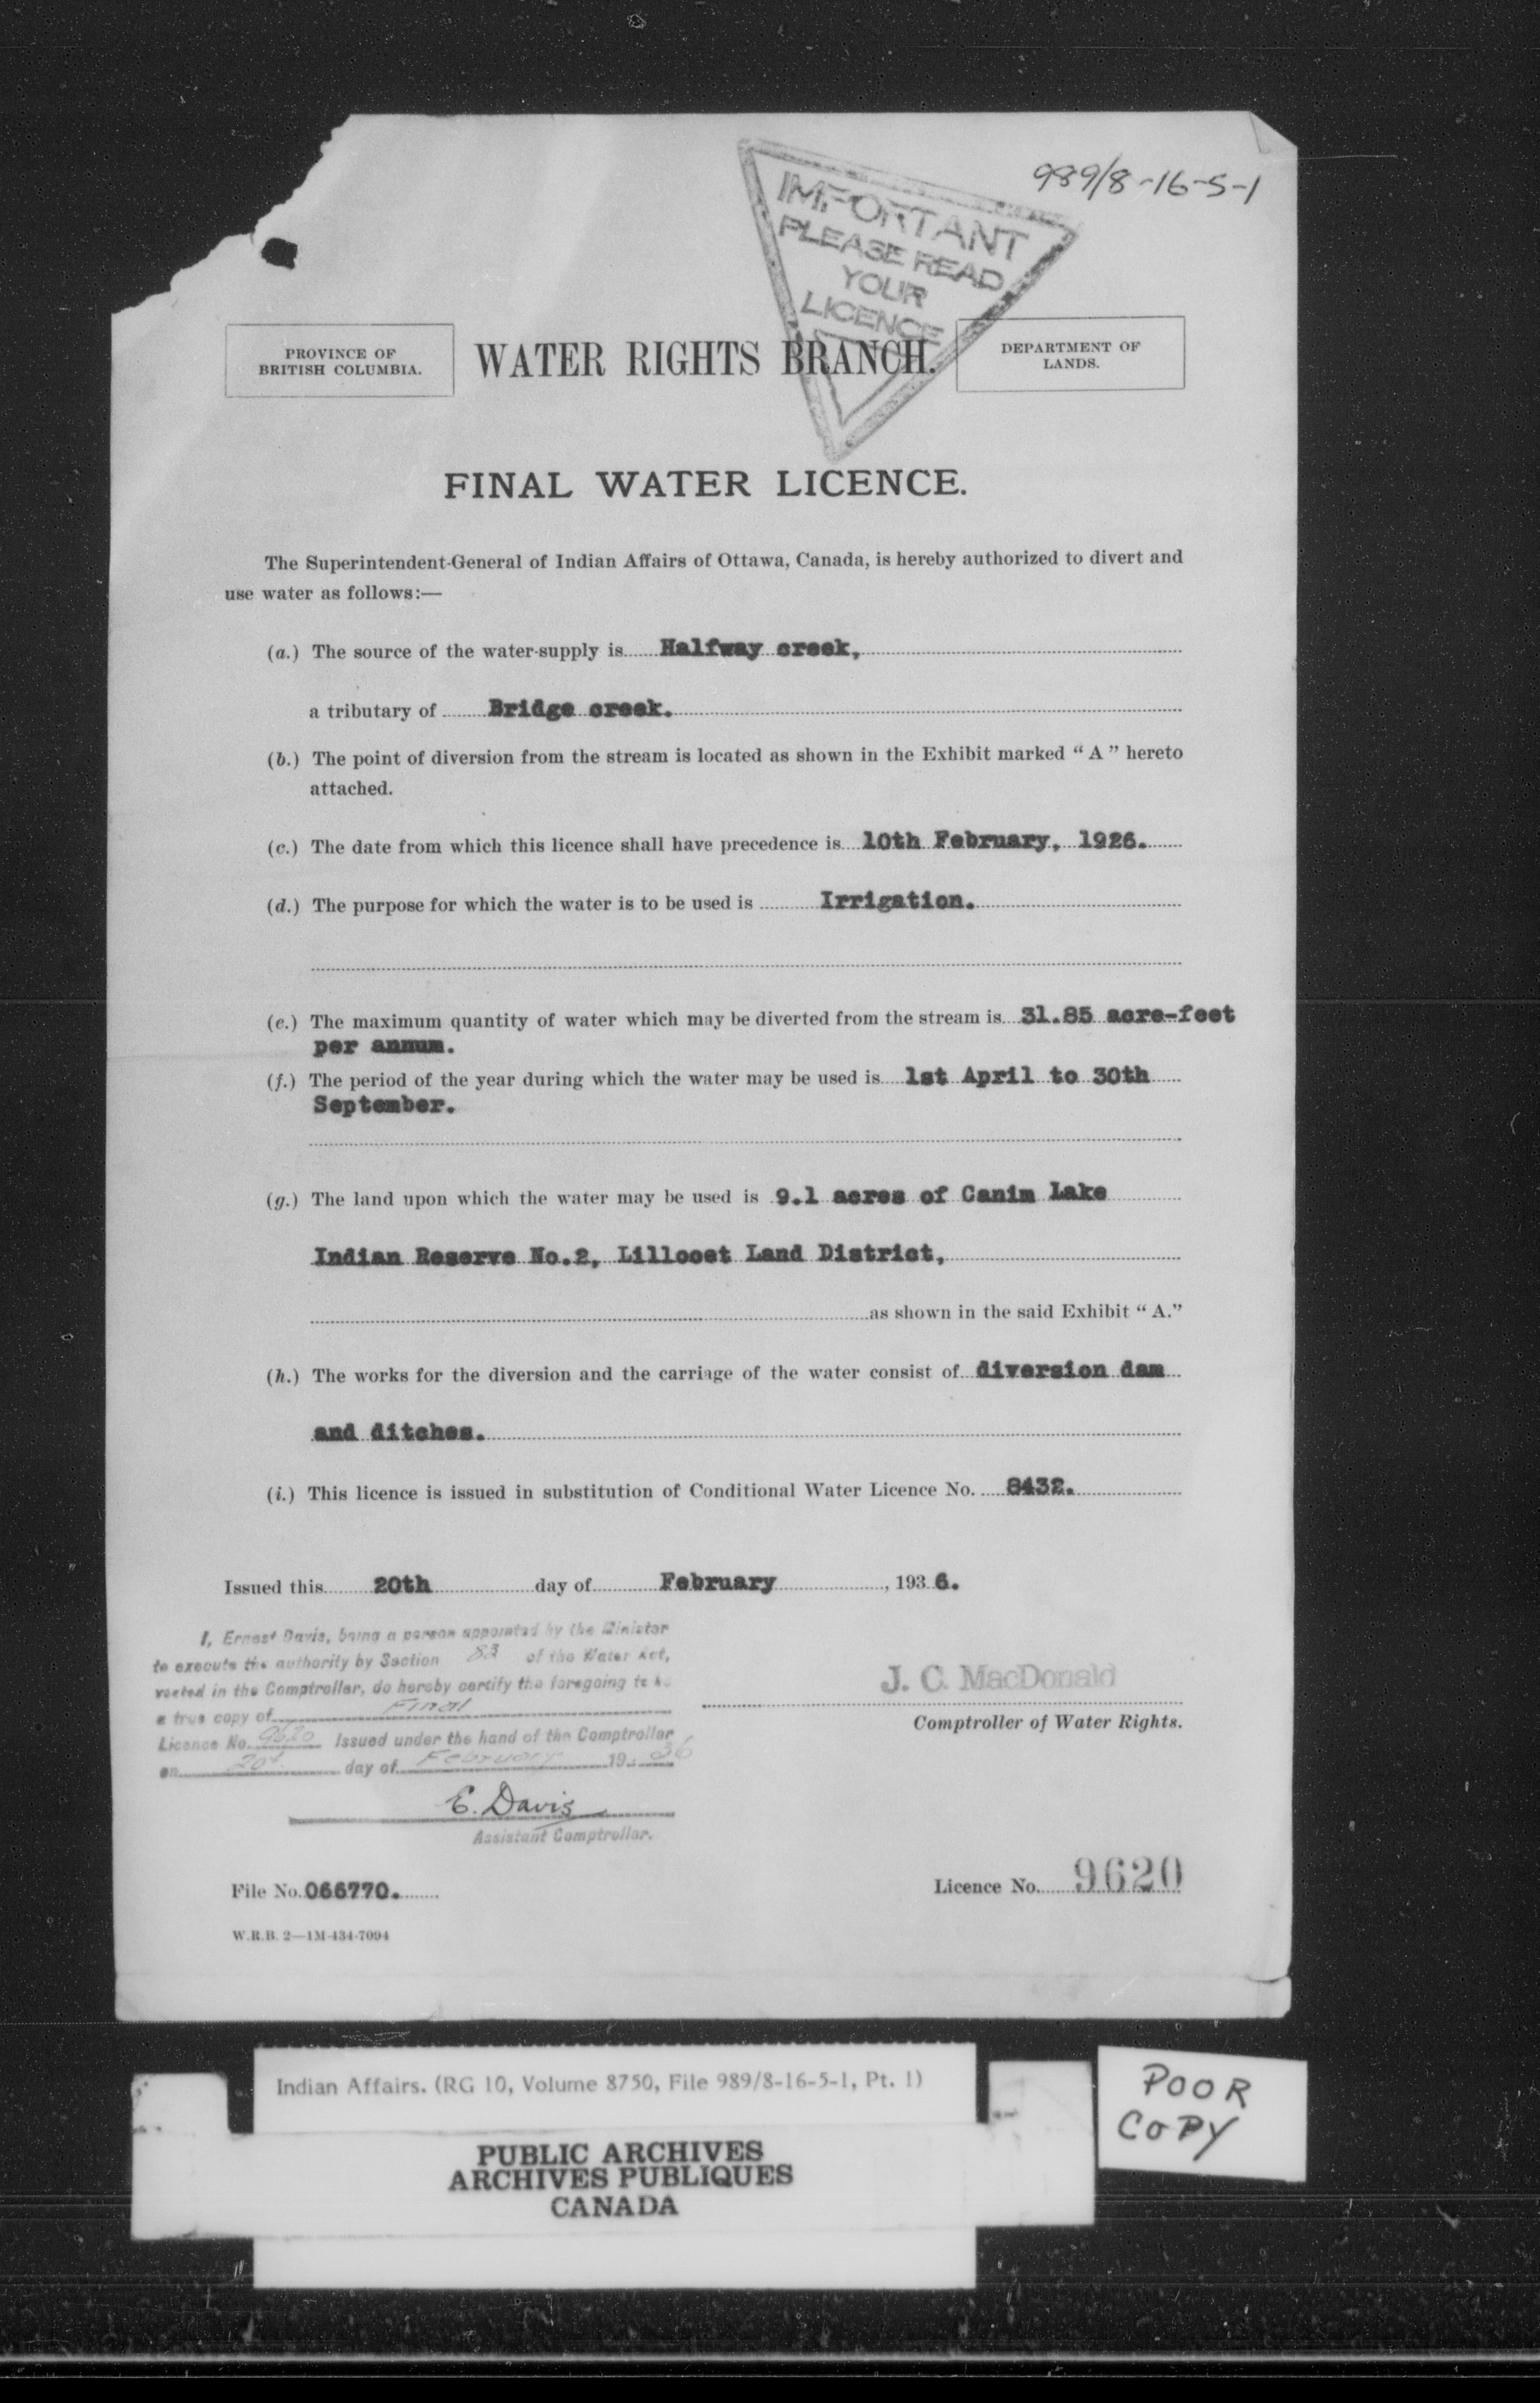 989/8-16-5-1
IMPORTANT
PLEASE READ
YOUR
LICENCE
PROVINCE OF
BRITISH COLUMBIA.
WATER RIGHTS BRANCH.
DEPARTMENT OF
LANDS.
FINAL WATER LICENCE.
The Superintendent-General of Indian Affairs of Ottawa, Canada, is hereby authorized to divert and
use water as follows:—
(a.) The source of the water-supply is Halfway creek,
a tributary of Bridge creek.
(b.) The point of diversion from the stream is located as shown in the Exhibit marked “ A ” hereto
attached.
(c.) The date from which this licence shall have precedence is 10th February, 1926.
(d.) The purpose for which the water is to be used is Irrigation.
(e.) The maximum quantity of water which may be diverted from the stream is 31.85 acre-feet
per annum.
(f.) The period of the year during which the water may be used is 1st April to 30th
September.
(g.) The land upon which the water may be used is 9.1 acres of Canim Lake
Indian Reserve No.2, Lillooet Land District,
as shown in the said Exhibit “ A.”
(h.) The works for the diversion and the carriage of the water consist of diversion dam
and ditches.
(i.) This licence is issued in substitution of Conditional Water Licence No. 8432.
Issued this 20th day of February, 1936.
I, Ernest Davis, being a person appointed by the Minister
to execute the authority by Section 83 of the Water Act,
vested in the Comptroller, do hereby certify the foregoing to be
a true copy of Final
Licence No. 9620 Issued under the hand of the Comptroller
on 20th day of February 1936
E. Davis
Assistant Comptroller.
J. C. MacDonald
Comptroller of Water Rights.
File No. 066770.
Licence No. 9620
W.R.B. 2—1M-434-7094
Indian Affairs. (RG 10, Volume 8750, File 989/8-16-5-1, Pt. 1)
PUBLIC ARCHIVES
ARCHIVES PUBLIQUES
CANADA
POOR
COPY